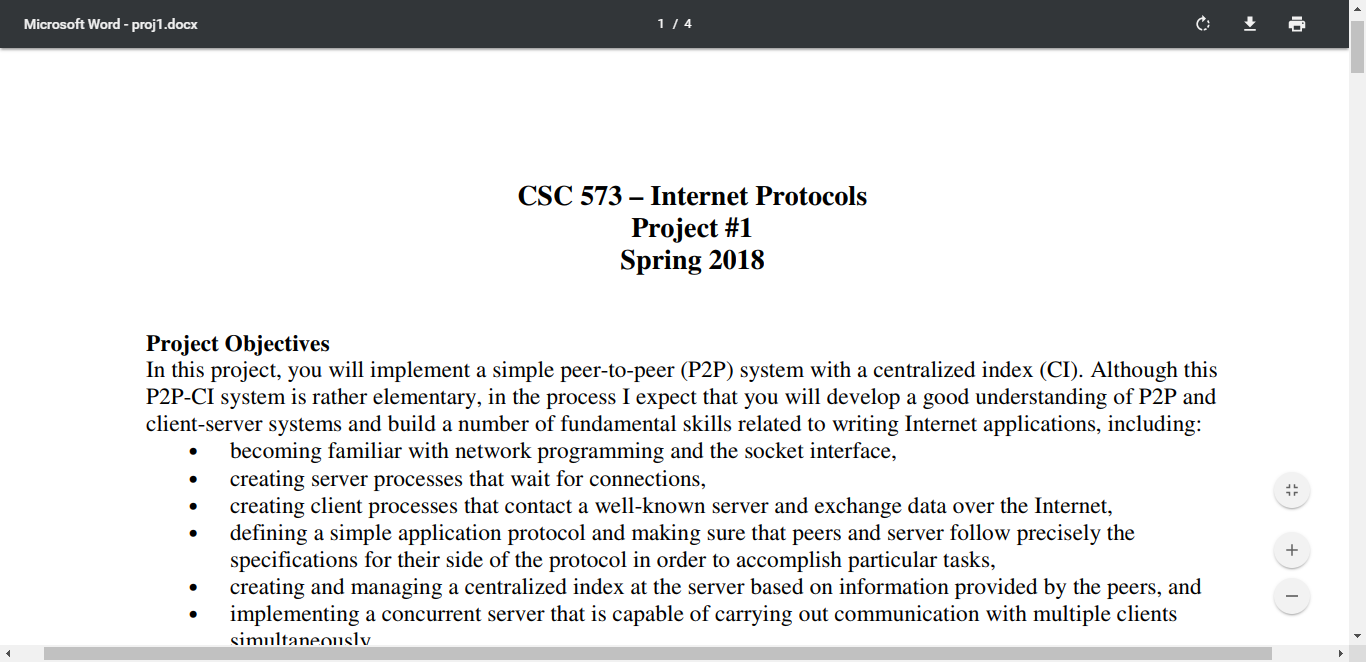 Microsoft Word - proj1.docx
1 / 4
CSC 573 – Internet Protocols
Project #1
Spring 2018
Project Objectives
In this project, you will implement a simple peer-to-peer (P2P) system with a centralized index (CI). Although this
P2P-CI system is rather elementary, in the process I expect that you will develop a good understanding of P2P and
client-server systems and build a number of fundamental skills related to writing Internet applications, including:
• becoming familiar with network programming and the socket interface,
• creating server processes that wait for connections,
• creating client processes that contact a well-known server and exchange data over the Internet,
• defining a simple application protocol and making sure that peers and server follow precisely the
specifications for their side of the protocol in order to accomplish particular tasks,
• creating and managing a centralized index at the server based on information provided by the peers, and
• implementing a concurrent server that is capable of carrying out communication with multiple clients
simultaneously